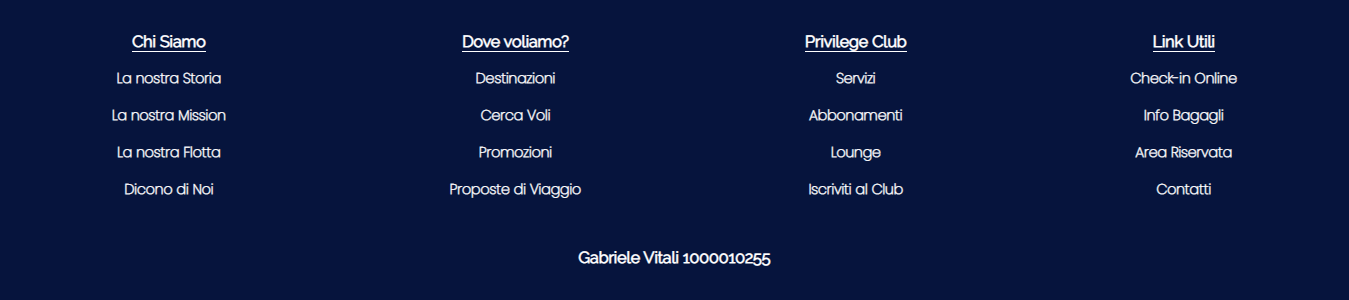 Chi Siamo
La nostra Storia
La nostra Mission
La nostra Flotta
Dicono di Noi
Dove voliamo?
Destinazioni
Cerca Voli
Promozioni
Proposte di Viaggio
Privilege Club
Servizi
Abbonamenti
Lounge
Iscriviti al Club
Link Utili
Check-in Online
Info Bagagli
Area Riservata
Contatti
Gabriele Vitali 1000010255